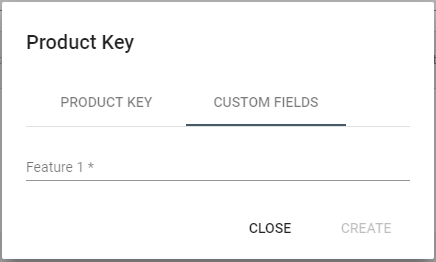 Product Key
PRODUCT KEY CUSTOM FIELDS
Feature 1 *
CLOSE CREATE